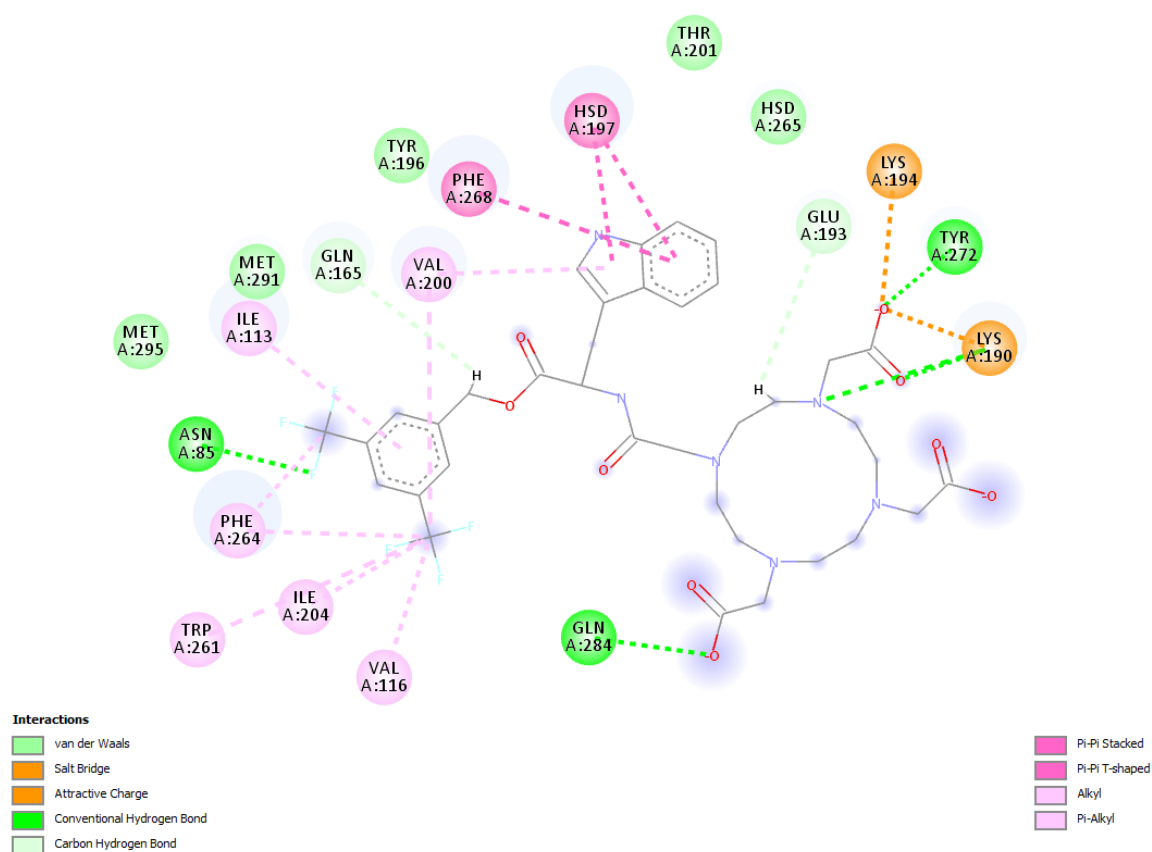 THR
A:201
HSD
A:197
HSD
A:265
TYR
A:196
LYS
A:194
PHE
A:268
GLU
A:193
TYR
A:272
GLN
A:165
VAL
A:200
MET
A:291
N
ILE
A:113
-O
MET
A:295
LYS
A:190
O
O
H
H
N
O
N
F
F
ASN
A:85
O
F
N
O
-O
O
N
PHE
A:264
F
F
F
N
O
ILE
A:204
TRP
A:261
GLN
A:284
-O
VAL
A:116
Interactions
van der Waals
Salt Bridge
Attractive Charge
Conventional Hydrogen Bond
Carbon Hydrogen Bond
Pi-Pi Stacked
Pi-Pi T-shaped
Alkyl
Pi-Alkyl